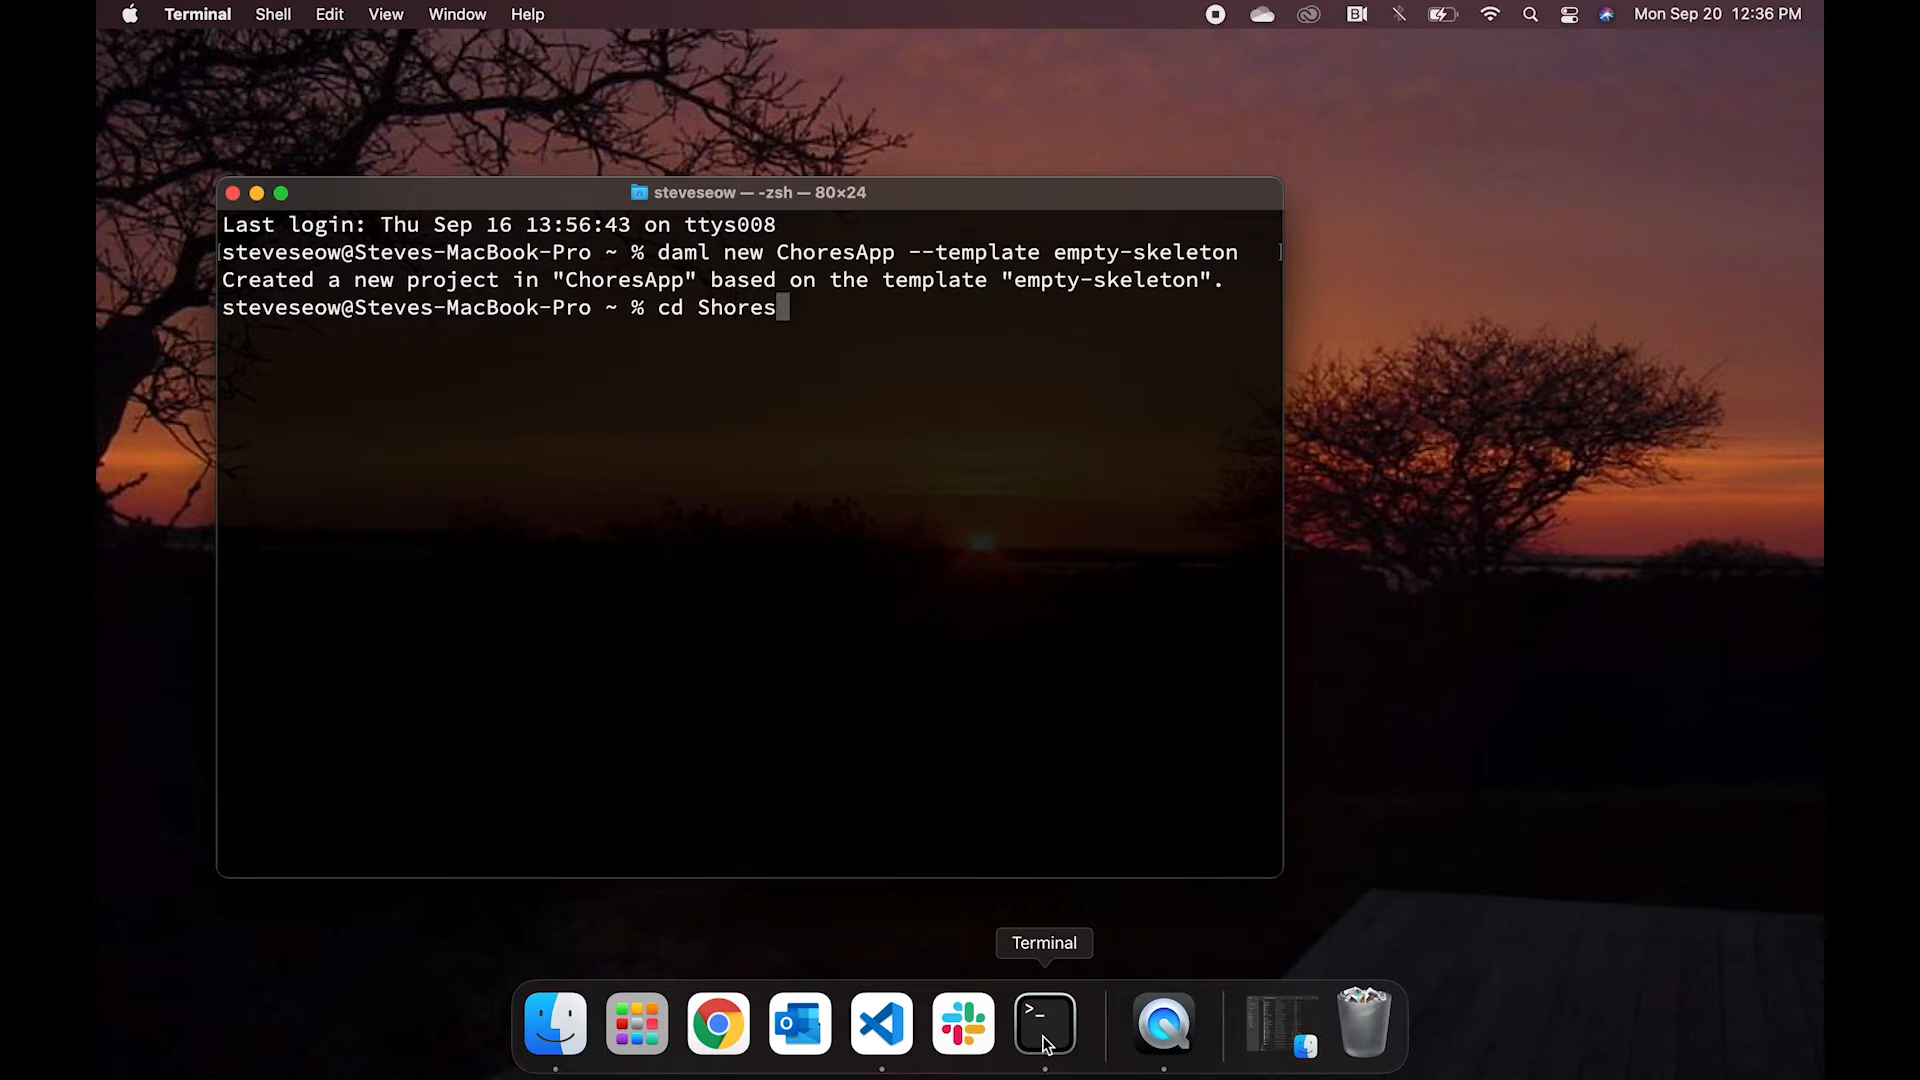 Terminal Shell Edit View Window Help Mon Sep 20 12:36 PM
steveseow — -zsh — 80×24
Last login: Thu Sep 16 13:56:43 on ttys008
steveseow@Steves-MacBook-Pro ~ % daml new ChoresApp --template empty-skeleton
Created a new project in "ChoresApp" based on the template "empty-skeleton".
steveseow@Steves-MacBook-Pro ~ % cd Shores
Terminal